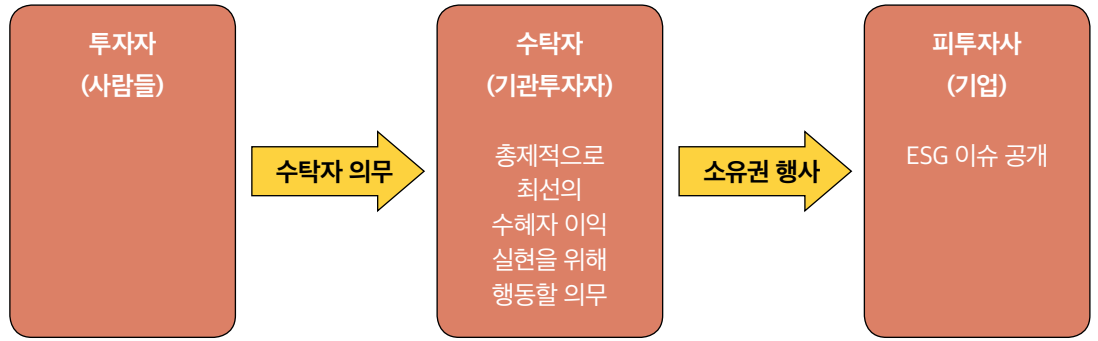 투자자
(사람들)
수탁자 의무
수탁자
(기관투자자)
총제적으로
최선의
수혜자 이익
실현을 위해
행동할 의무
소유권 행사
피투자사
(기업)
ESG 이슈 공개